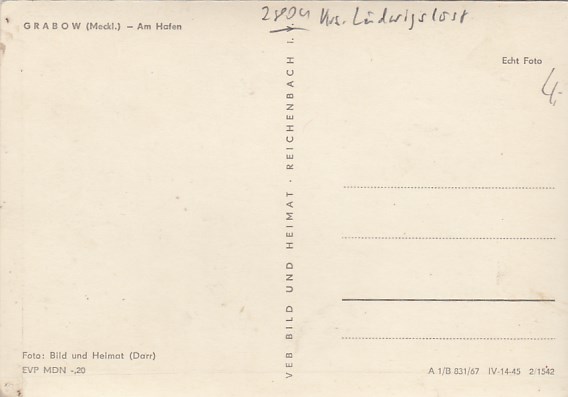 GRABOW (Meckl.) — Am Hafen
2804 Krs. Ludwigslust
Echt Foto
4,-
VEB BILD UND HEIMAT · REICHENBACH I. V.
Foto: Bild und Heimat (Darr)
EVP MDN -,20
A 1/B 831/67 IV-14-45 2/1542